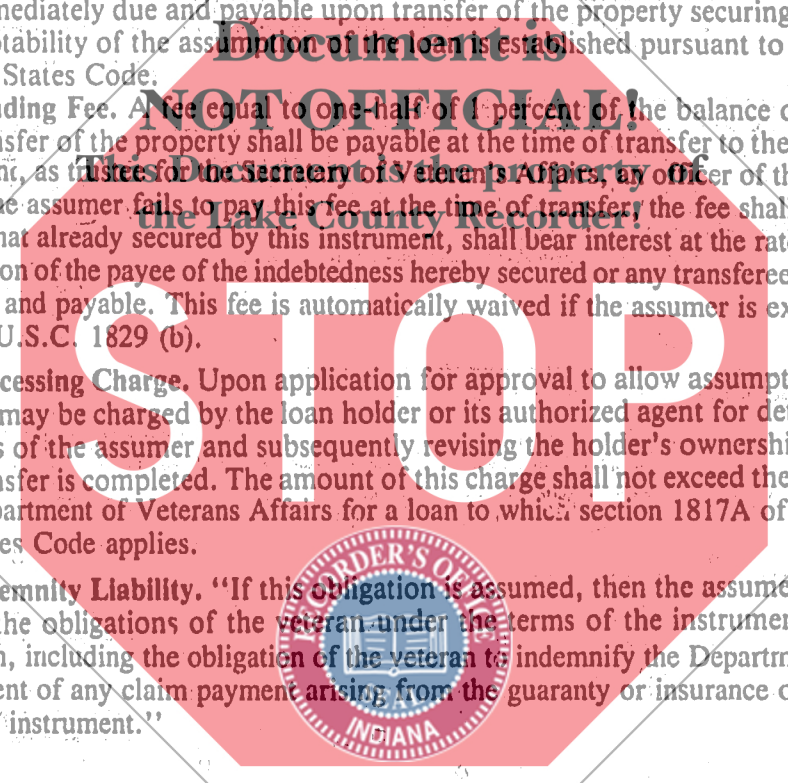 mediately due and payable upon transfer of the property securing
Document is
ptability of the assumption of the loan is established pursuant to
States Code.
NOT OFFICIAL!
ding Fee. A fee equal to one-half of 1 percent of the balance
nsfer of the property shall be payable at the time of transfer to the
This Document is the property of
nt, as trustee for the Secretary of Veterans Affairs, an officer of th
the Lake County Recorder!
e assumer fails to pay this fee at the time of transfer, the fee shal
hat already secured by this instrument, shall bear interest at the rat
on of the payee of the indebtedness hereby secured or any transferee
and payable. This fee is automatically waived if the assumer is ex
U.S.C. 1829 (b).
STOP
cessing Charge. Upon application for approval to allow assumpt
may be charged by the loan holder or its authorized agent for de
s of the assumer and subsequently revising the holder's ownershi
nsfer is completed. The amount of this charge shall not exceed the
partment of Veterans Affairs for a loan to which section 1817A of
es Code applies.
RECORDER'S OFFICE
emnity Liability. "If this obligation is assumed, then the assume
he obligations of the veteran under the terms of the instrumen
n, including the obligation of the veteran to indemnify the Departm
ent of any claim payment arising from the guaranty or insurance
instrument."
INDIANA